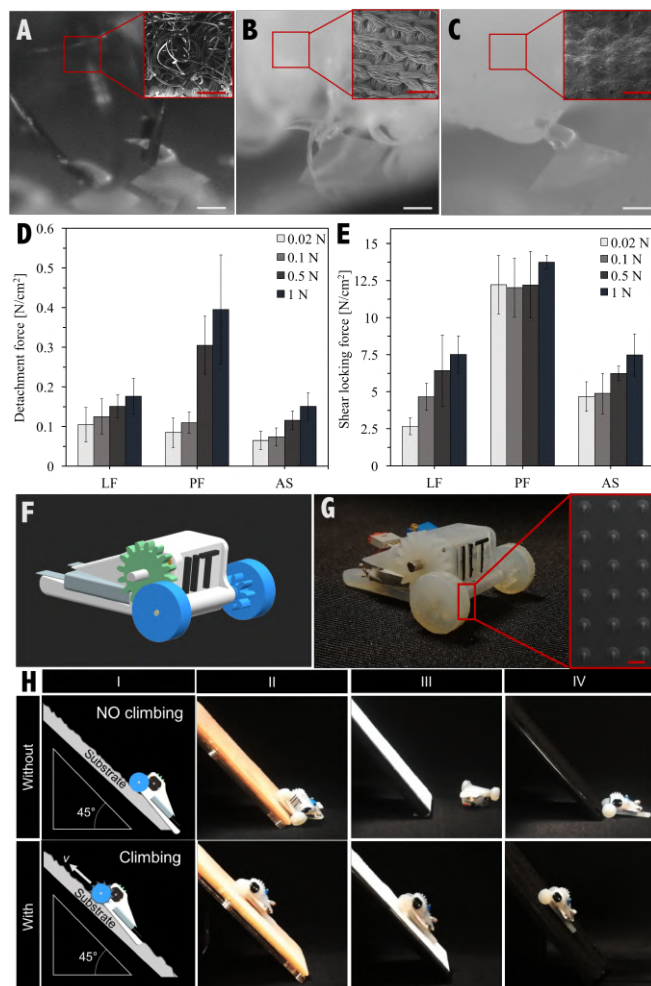 A
B
C
D
Detachment force [N/cm²]
0.6
0.5
0.4
0.3
0.2
0.1
0
0.02 N
0.1 N
0.5 N
1 N
LF
PF
AS
E
Shear locking force [N/cm²]
15
12.5
10
7.5
5
2.5
0
0.02 N
0.1 N
0.5 N
1 N
LF
PF
AS
F
IIT
G
IIT
H
I
II
III
IV
Without
NO climbing
Substrate
45°
With
Climbing
v
Substrate
45°